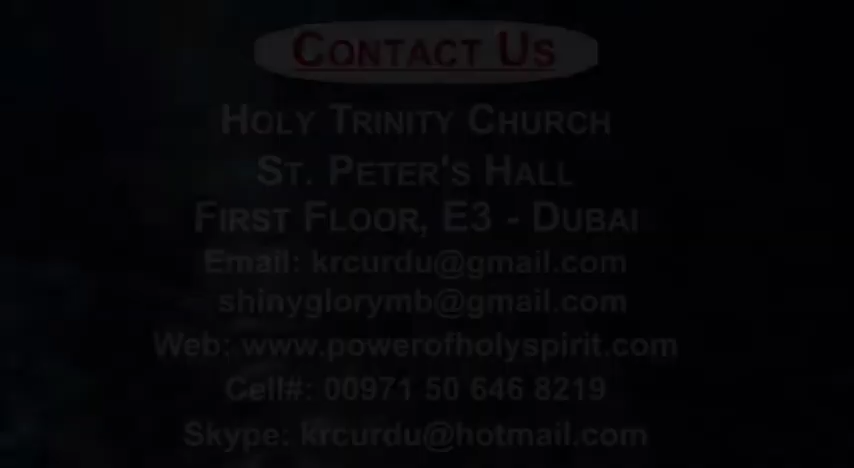 CONTACT US
HOLY TRINITY CHURCH
ST. PETER'S HALL
FIRST FLOOR, E3 - DUBAI
Email: krcurdu@gmail.com
shinyglorymb@gmail.com
Web: www.powerofholyspirit.com
Cell#: 00971 50 646 8219
Skype: krcurdu@hotmail.com